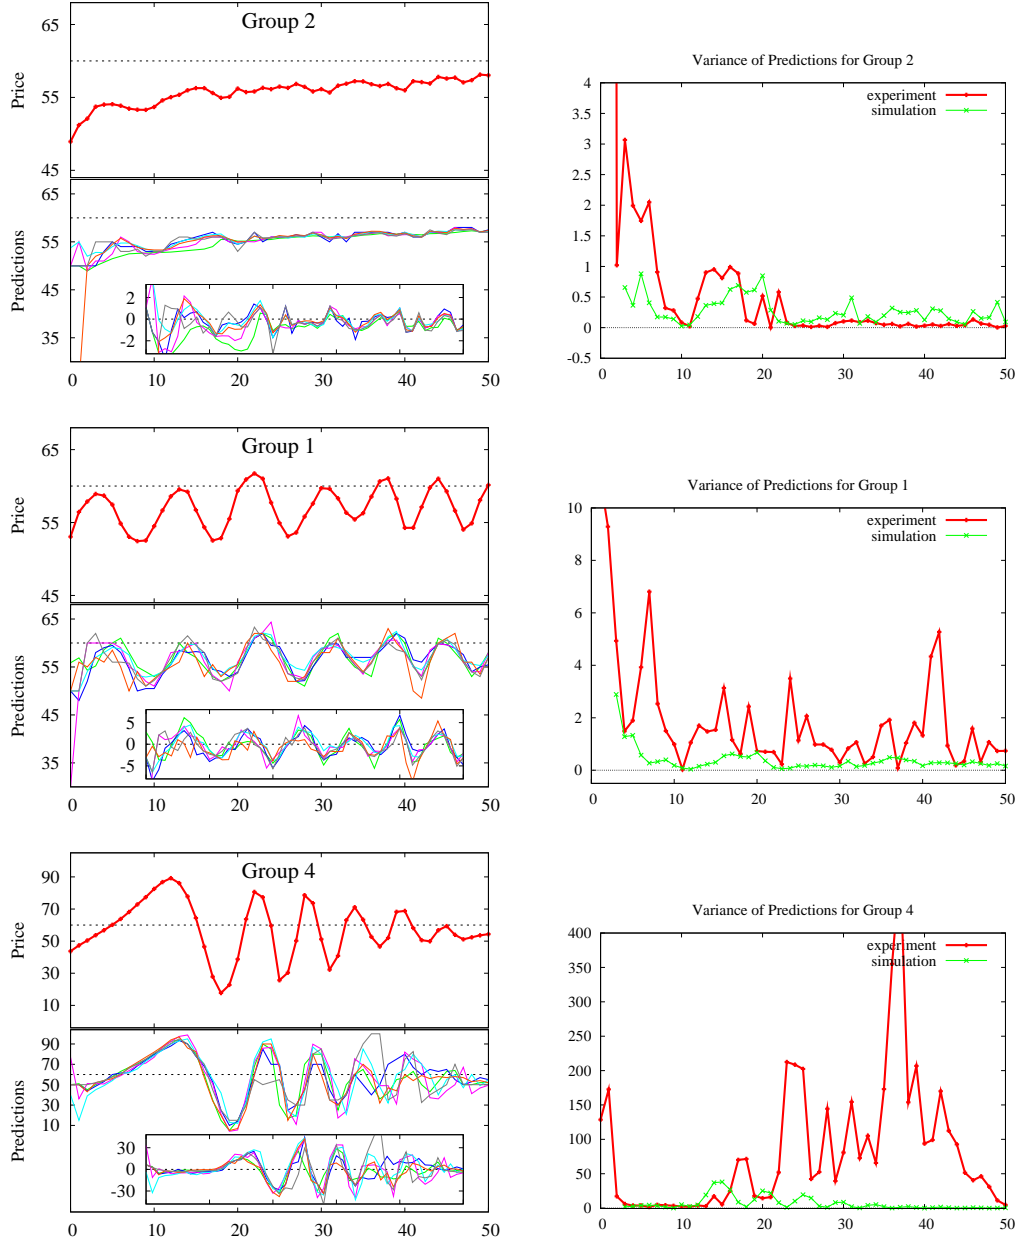 Group 2
Price
65
55
45
Predictions
65
55
45
35
2
0
-2
0 10 20 30 40 50
Variance of Predictions for Group 2
experiment
simulation
4
3.5
3
2.5
2
1.5
1
0.5
0
-0.5
0 10 20 30 40 50
Group 1
Price
65
55
45
Predictions
65
55
45
35
5
0
-5
0 10 20 30 40 50
Variance of Predictions for Group 1
experiment
simulation
10
8
6
4
2
0
0 10 20 30 40 50
Group 4
Price
90
70
50
30
10
Predictions
90
70
50
30
10
30
0
-30
0 10 20 30 40 50
Variance of Predictions for Group 4
experiment
simulation
400
350
300
250
200
150
100
50
0
0 10 20 30 40 50